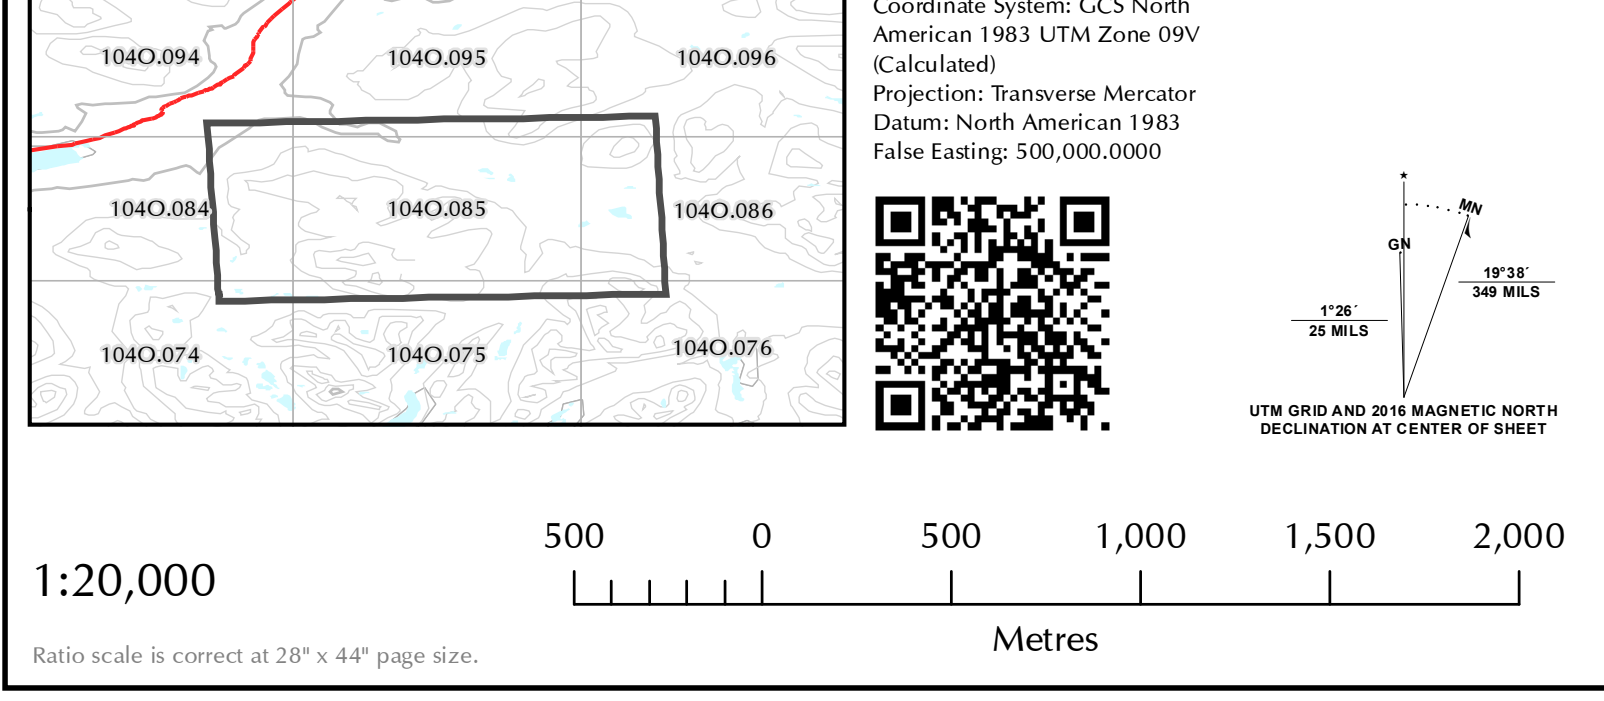 104O.094 104O.095 104O.096
104O.084 104O.085 104O.086
104O.074 104O.075 104O.076
Coordinate System: GCS North
American 1983 UTM Zone 09V
(Calculated)
Projection: Transverse Mercator
Datum: North American 1983
False Easting: 500,000.0000
MN
GN
19°38´
349 MILS
1°26´
25 MILS
UTM GRID AND 2016 MAGNETIC NORTH
DECLINATION AT CENTER OF SHEET
500 0 500 1,000 1,500 2,000
1:20,000
Metres
Ratio scale is correct at 28" x 44" page size.